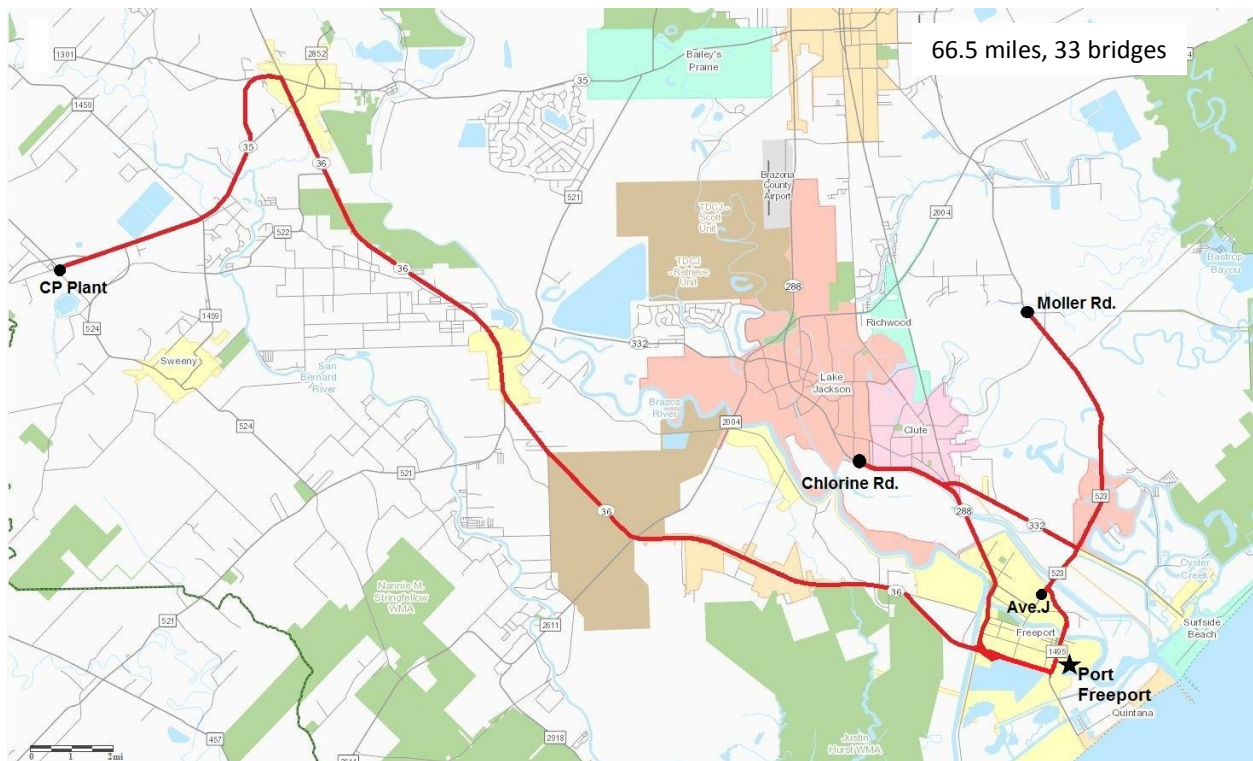 66.5 miles, 33 bridges
1301
2852
Bailey's
Prairie
35
1459
35
36
521
Brazoria
County
Airport
TDCJ -
Scott
Unit
2004
522
36
TDCJ
- Retrieve
Unit
288
Bastrop
Bayou
CP Plant
Moller Rd.
1459
524
Richwood
332
Sweeny
San
Bernard
River
Lake
Jackson
Brazos
River
2004
Clute
524
521
Chlorine Rd.
523
36
288
332
Oyster
Creek
523
Nannie M.
Stringfellow
WMA
36
Ave.J
521
2611
Freeport
Surfside
Beach
1495
Port
Freeport
Quintana
Justin
Hurst WMA
457
2918
0 1 2mi